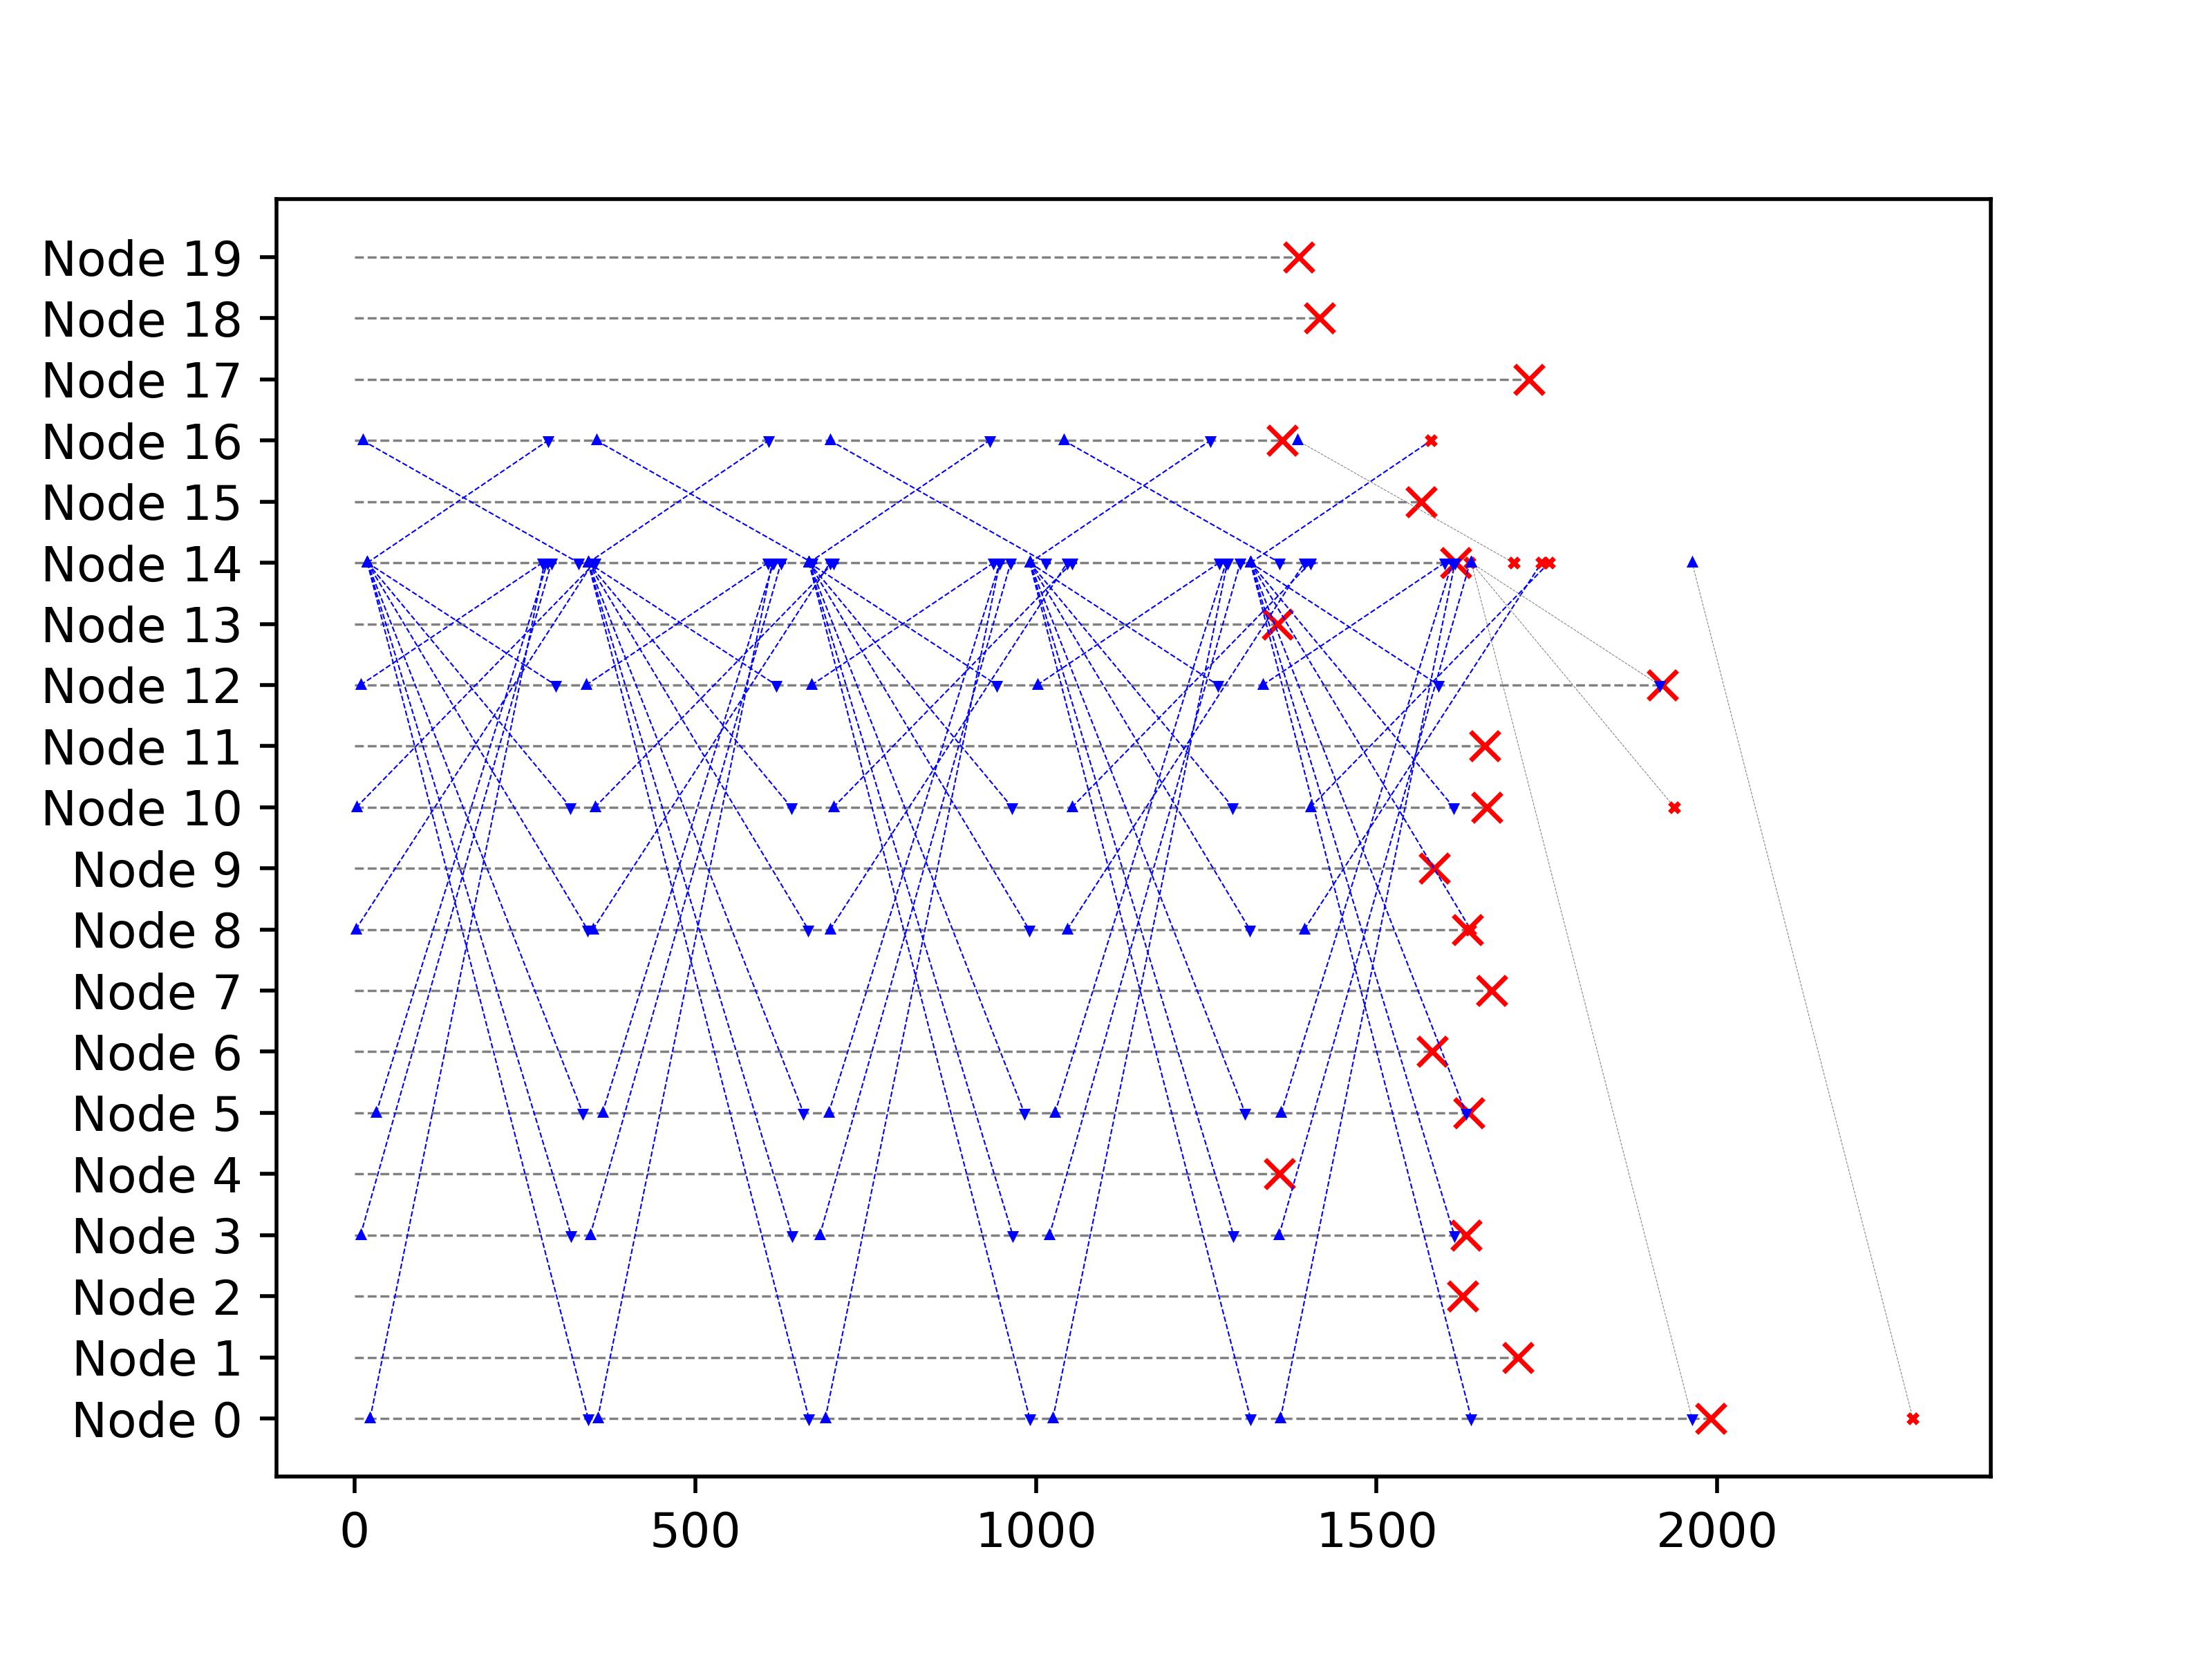 Node 19
Node 18
Node 17
Node 16
Node 15
Node 14
Node 13
Node 12
Node 11
Node 10
Node 9
Node 8
Node 7
Node 6
Node 5
Node 4
Node 3
Node 2
Node 1
Node 0
0 500 1000 1500 2000